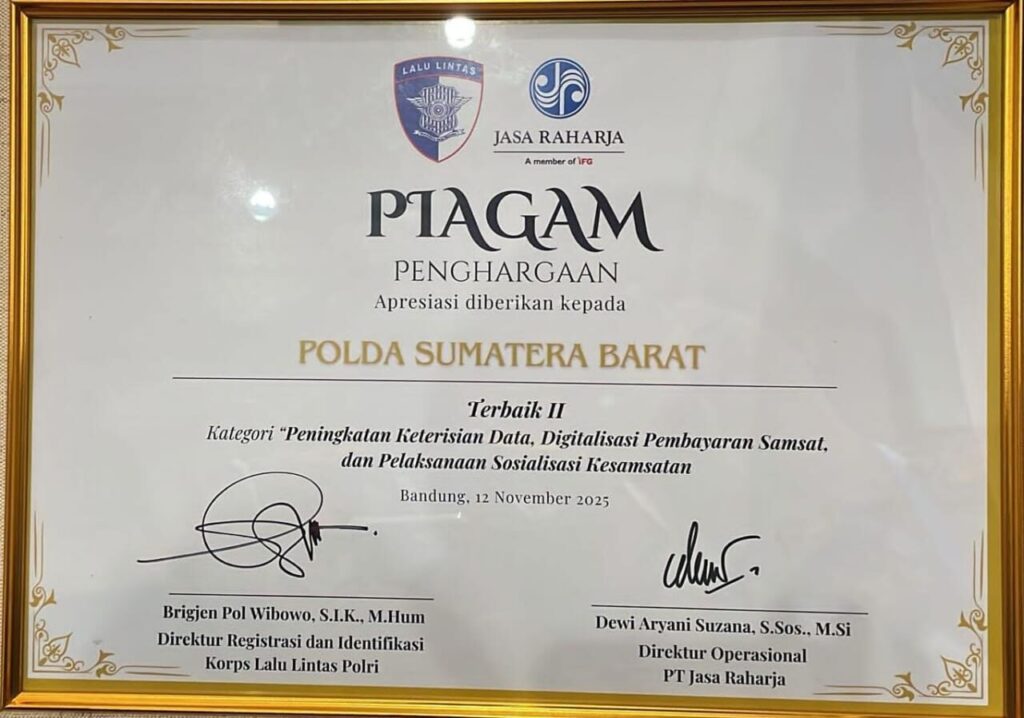 LALU LINTAS
JASA RAHARJA
A member of IFG
PIAGAM
PENGHARGAAN
Apresiasi diberikan kepada
POLDA SUMATERA BARAT
Terbaik II
Kategori "Peningkatan Keterisian Data, Digitalisasi Pembayaran Samsat,
dan Pelaksanaan Sosialisasi Kesamsatan
Bandung, 12 November 2025
Brigjen Pol Wibowo, S.I.K., M.Hum
Direktur Registrasi dan Identifikasi
Korps Lalu Lintas Polri
Dewi Aryani Suzana, S.Sos., M.Si
Direktur Operasional
PT Jasa Raharja